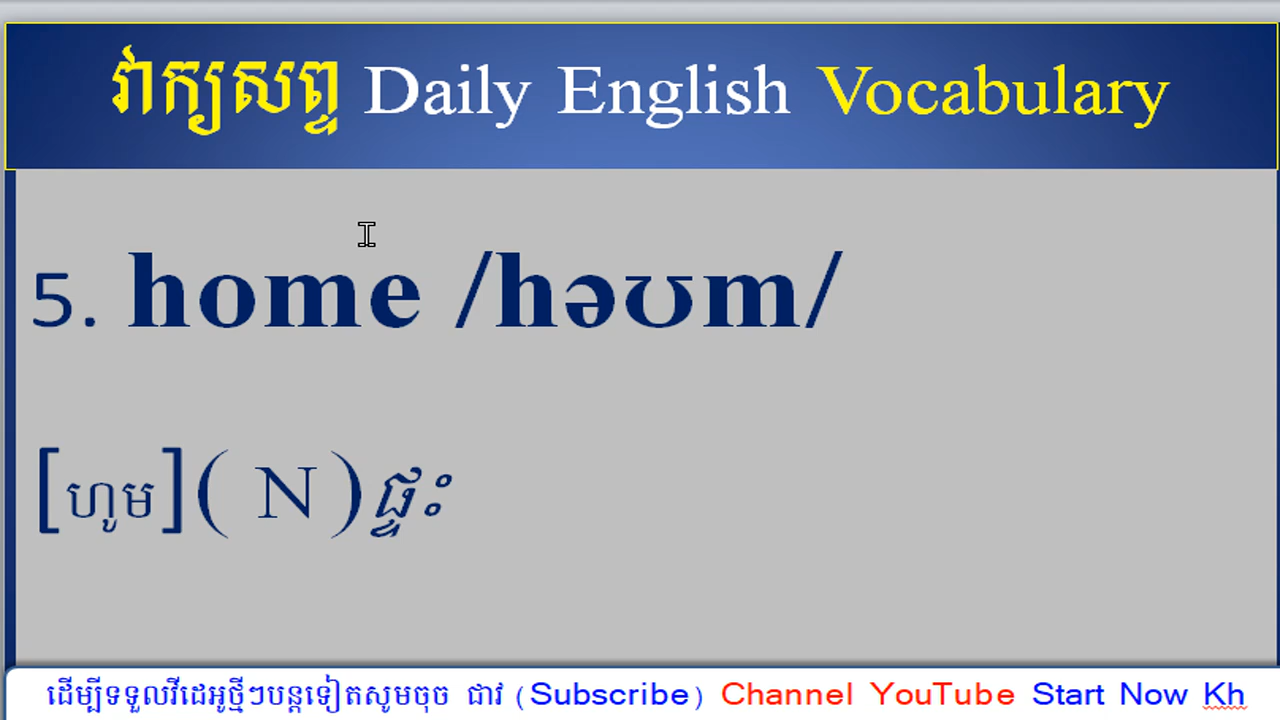 វាក្យសព្ទ Daily English Vocabulary
5. home /həʊm/
[ហូម]( N )ផ្ទះ
ដើម្បីទទួលវីដេអូថ្មីៗបន្តទៀតសូមចុច ជាវ (Subscribe) Channel YouTube Start Now Kh